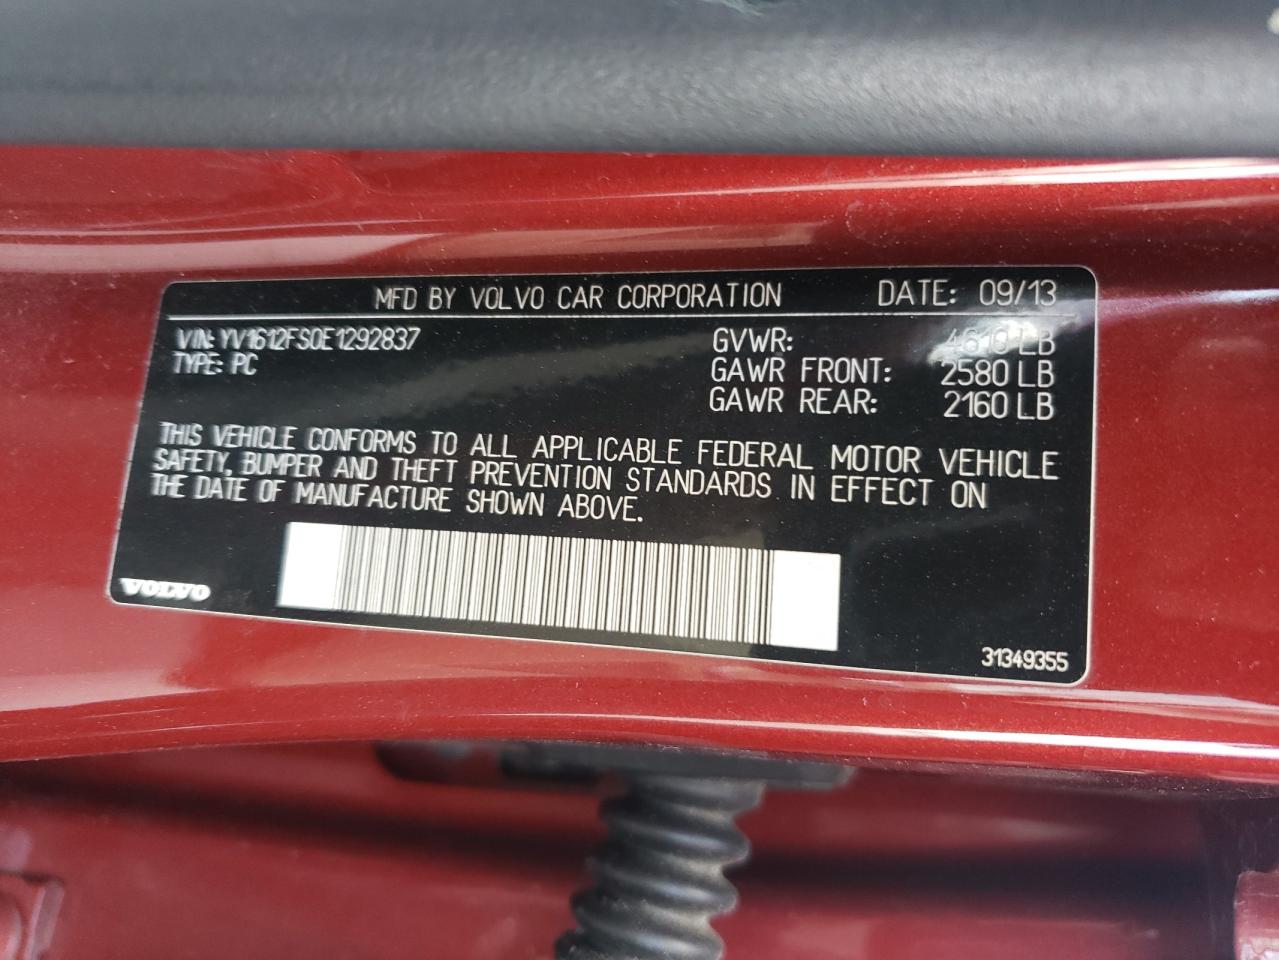 MFD BY VOLVO CAR CORPORATION DATE: 09/13
VIN: YV1612FS0E1292837 GVWR: 4610 LB
TYPE: PC GAWR FRONT: 2580 LB
GAWR REAR: 2160 LB
THIS VEHICLE CONFORMS TO ALL APPLICABLE FEDERAL MOTOR VEHICLE
SAFETY, BUMPER AND THEFT PREVENTION STANDARDS IN EFFECT ON
THE DATE OF MANUFACTURE SHOWN ABOVE.
VOLVO
31349355